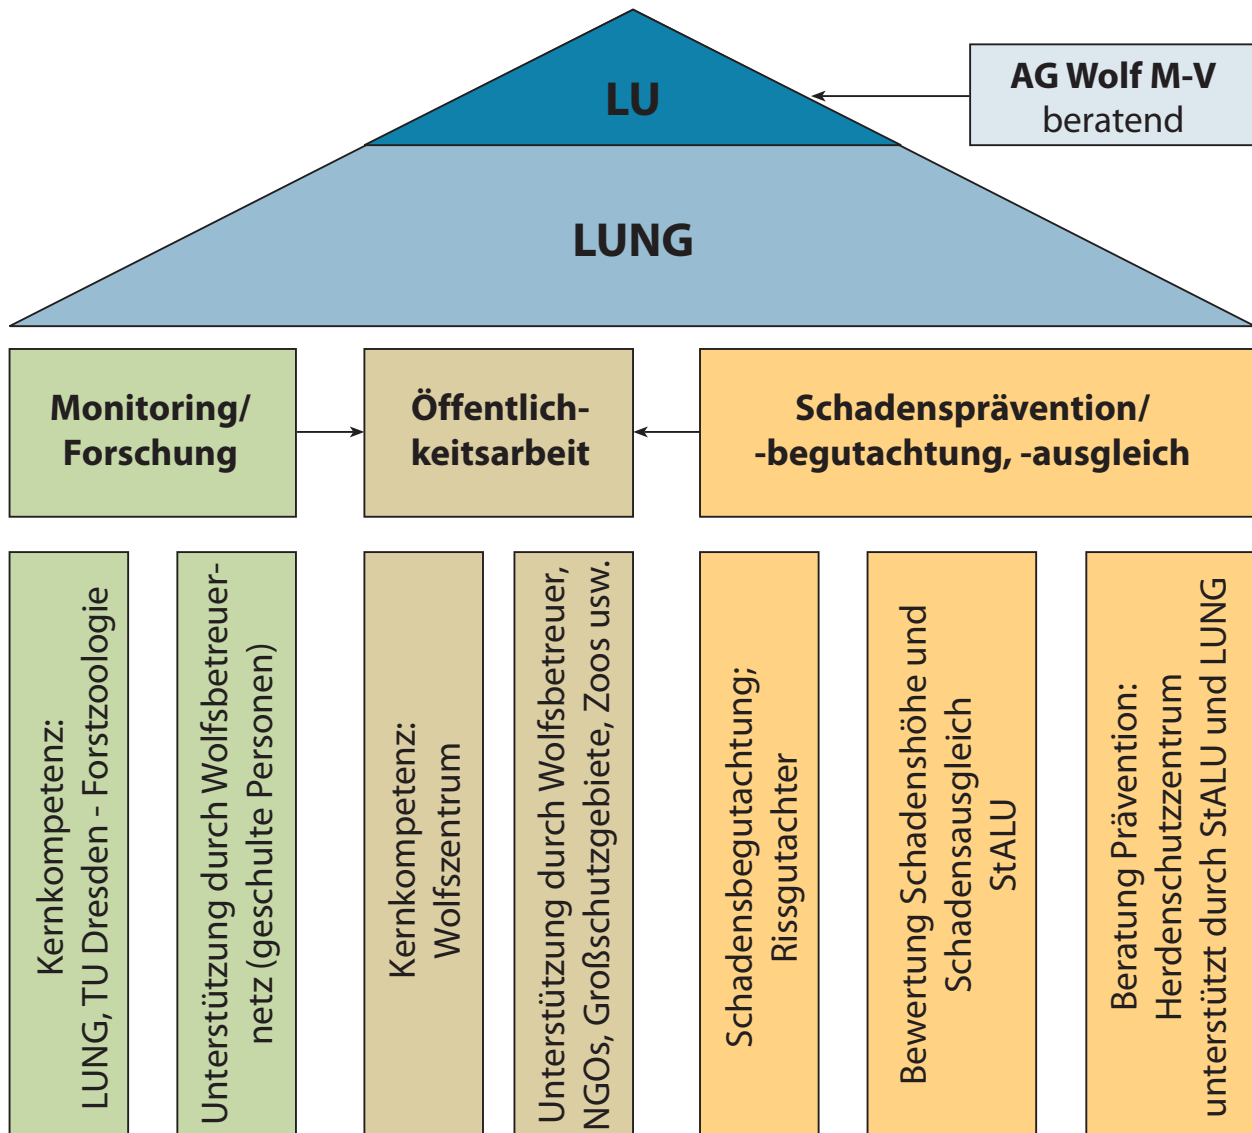 LU
AG Wolf M-V
beratend
LUNG
Monitoring/
Forschung
Öffentlich-
keitsarbeit
Schadensprävention/
-begutachtung, -ausgleich
Kernkompetenz:
LUNG, TU Dresden - Forstzoologie
Unterstützung durch Wolfsbetreuer-
netz (geschulte Personen)
Kernkompetenz:
Wolfszentrum
Unterstützung durch Wolfsbetreuer,
NGOs, Großschutzgebiete, Zoos usw.
Schadensbegutachtung;
Rissgutachter
Bewertung Schadenshöhe und
Schadensausgleich
StALU
Beratung Prävention:
Herdenschutzzentrum
unterstützt durch StALU und LUNG